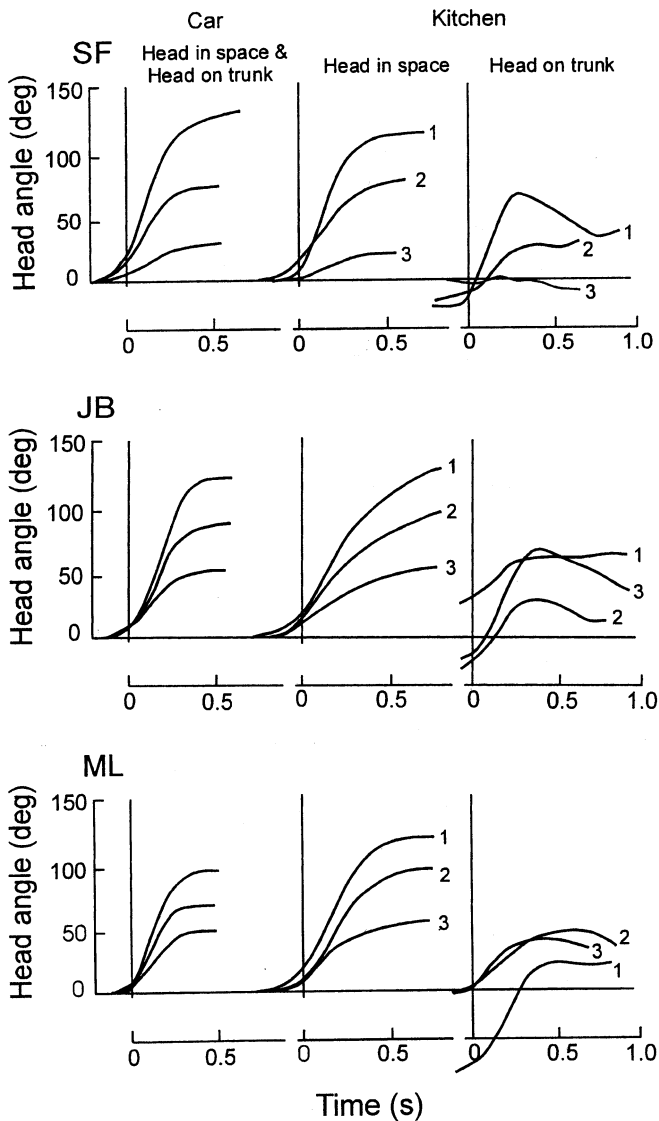 Car Kitchen
SF
Head in space &
Head on trunk
Head in space Head on trunk
Head angle (deg)
150
100
50
0
1
2
3
1
2
3
0 0.5 0 0.5 0 0.5 1.0
JB
Head angle (deg)
150
100
50
0
1
2
3
1
3
2
0 0.5 0 0.5 0 0.5 1.0
ML
Head angle (deg)
150
100
50
0
1
2
3
2
3
1
0 0.5 0 0.5 0 0.5 1.0
Time (s)